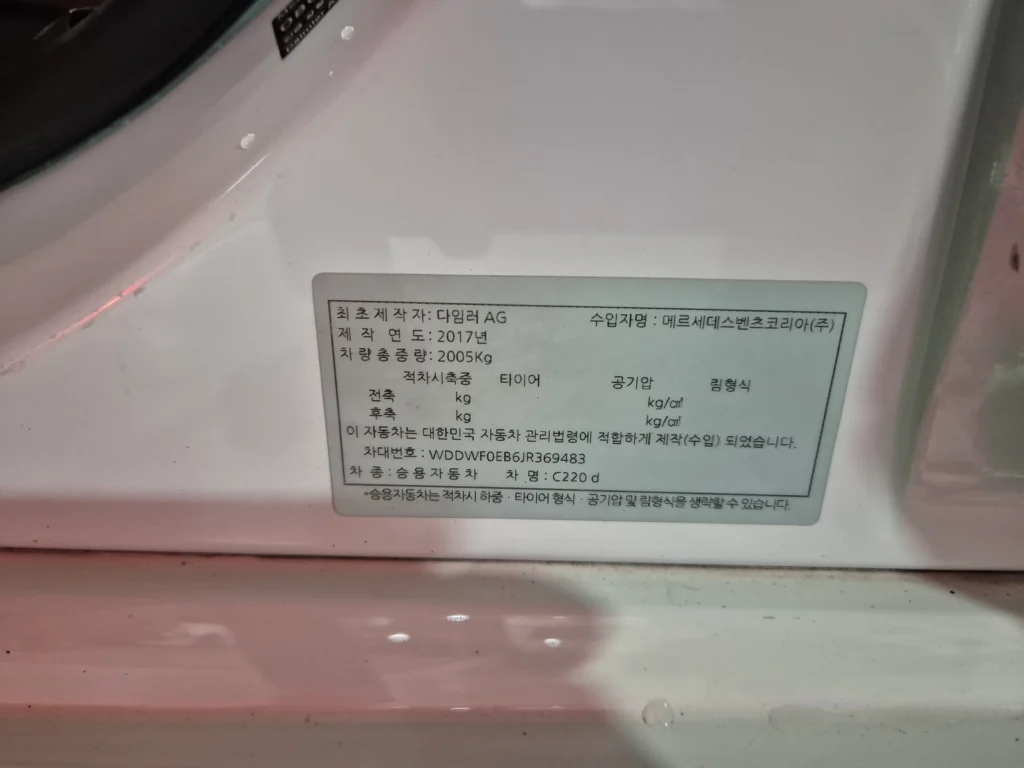 최초제작자: 다임러 AG 수입자명 : 메르세데스벤츠코리아(주)
제작 연도: 2017년
차량총중량: 2005Kg
적차시축중 타이어 공기압 림형식
전축 kg kg/㎠
후축 kg kg/㎠
이 자동차는 대한민국 자동차 관리법령에 적합하게 제작(수입) 되었습니다.
차대번호 : WDDWF0EB6JR369483
차 종 : 승용자동차 차 명 : C220 d
*승용자동차는 적차시 하중 · 타이어 형식 · 공기압 및 림형식을 생략할 수 있습니다.